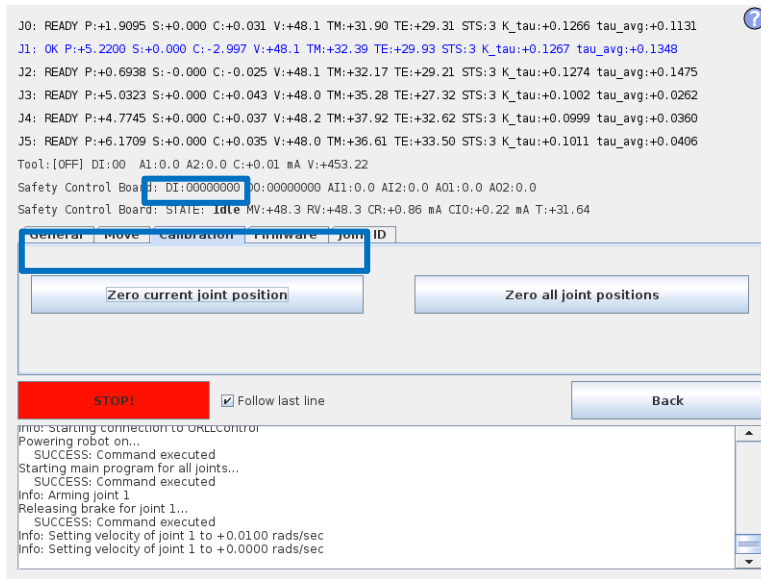 J0: READY P:+1.9095 S:+0.000 C:+0.031 V:+48.1 TM:+31.90 TE:+29.31 STS:3 K_tau:+0.1266 tau_avg:+0.1131
?
J1: OK P:+5.2200 S:+0.000 C:-2.997 V:+48.1 TM:+32.39 TE:+29.93 STS:3 K_tau:+0.1267 tau_avg:+0.1348
J2: READY P:+0.6938 S:-0.000 C:-0.025 V:+48.1 TM:+32.17 TE:+29.21 STS:3 K_tau:+0.1274 tau_avg:+0.1475
J3: READY P:+5.0323 S:+0.000 C:+0.043 V:+48.0 TM:+35.28 TE:+27.32 STS:3 K_tau:+0.1002 tau_avg:+0.0262
J4: READY P:+4.7745 S:+0.000 C:+0.037 V:+48.2 TM:+37.92 TE:+32.62 STS:3 K_tau:+0.0999 tau_avg:+0.0360
J5: READY P:+6.1709 S:+0.000 C:+0.035 V:+48.0 TM:+36.61 TE:+33.50 STS:3 K_tau:+0.1011 tau_avg:+0.0406
Tool:[OFF] DI:00 A1:0.0 A2:0.0 C:+0.01 mA V:+453.22
Safety Control Board: DI:00000000 DO:00000000 AI1:0.0 AI2:0.0 AO1:0.0 AO2:0.0
Safety Control Board: STATE: Idle MV:+48.3 RV:+48.3 CR:+0.86 mA CIO:+0.22 mA T:+31.64
General Move Calibration Firmware Joint ID
Zero current joint position Zero all joint positions
STOP! Follow last line Back
Info: Starting connection to URLLControl
Powering robot on...
SUCCESS: Command executed
Starting main program for all joints...
SUCCESS: Command executed
Info: Arming joint 1
Releasing brake for joint 1...
SUCCESS: Command executed
Info: Setting velocity of joint 1 to +0.0100 rads/sec
Info: Setting velocity of joint 1 to +0.0000 rads/sec